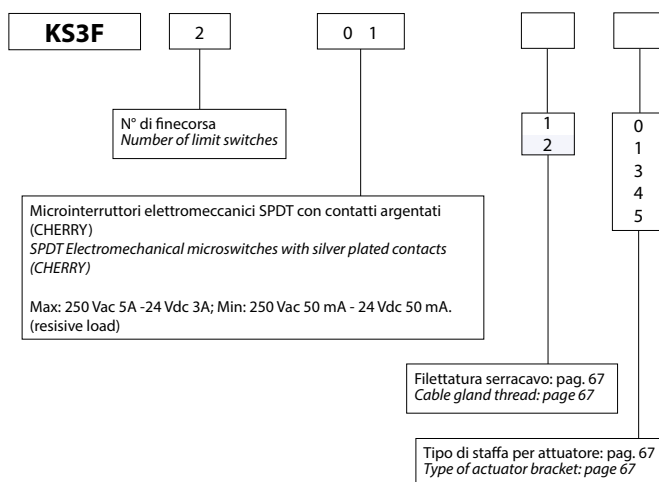 KS3F 2 0 1
N° di finecorsa
Number of limit switches
1
2
0
1
3
4
5
Microinterruttori elettromeccanici SPDT con contatti argentati
(CHERRY)
SPDT Electromechanical microswitches with silver plated contacts
(CHERRY)
Max: 250 Vac 5A -24 Vdc 3A; Min: 250 Vac 50 mA - 24 Vdc 50 mA.
(resisive load)
Filettatura serracavo: pag. 67
Cable gland thread: page 67
Tipo di staffa per attuatore: pag. 67
Type of actuator bracket: page 67